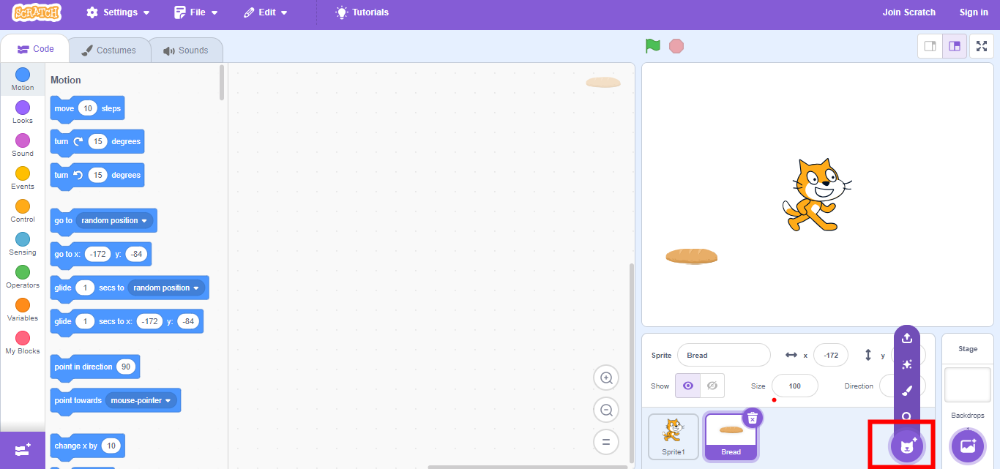 SCRATCH Settings File Edit Tutorials Join Scratch Sign in
Code Costumes Sounds
Motion
Looks
Sound
Events
Control
Sensing
Operators
Variables
My Blocks
Motion
move 10 steps
turn 15 degrees
turn 15 degrees
go to random position
go to x: -172 y: -84
glide 1 secs to random position
glide 1 secs to x: -172 y: -84
point in direction 90
point towards mouse-pointer
change x by 10
Sprite Bread x -172 y
Show Size 100 Direction
Sprite1 Bread
Stage
Backdrops